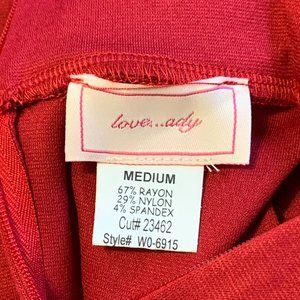 love...ady
MEDIUM
67% RAYON
29% NYLON
4% SPANDEX
Cut# 23462
Style# W0-6915